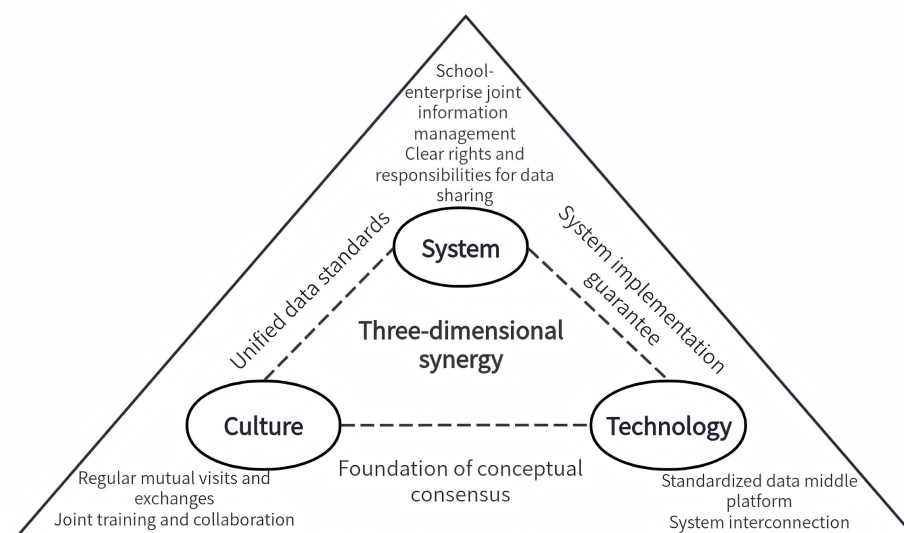 School-
enterprise joint
information
management
Clear rights and
responsibilities for data
sharing
System
Unified data standards
System implementation
guarantee
Three-dimensional
synergy
Culture
Technology
Foundation of conceptual
consensus
Regular mutual visits and
exchanges
Joint training and collaboration
Standardized data middle
platform
System interconnection